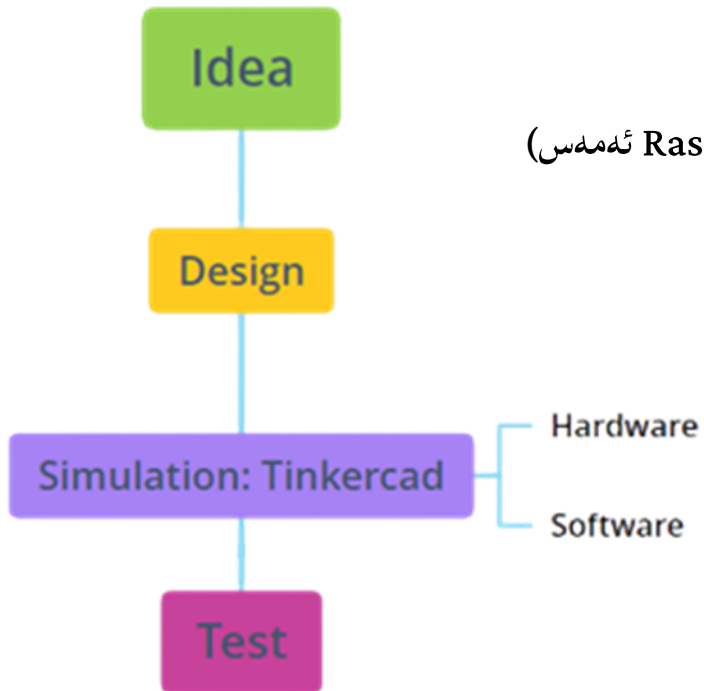 Idea
Ras ئەمەس)
Design
Simulation: Tinkercad
Hardware
Software
Test